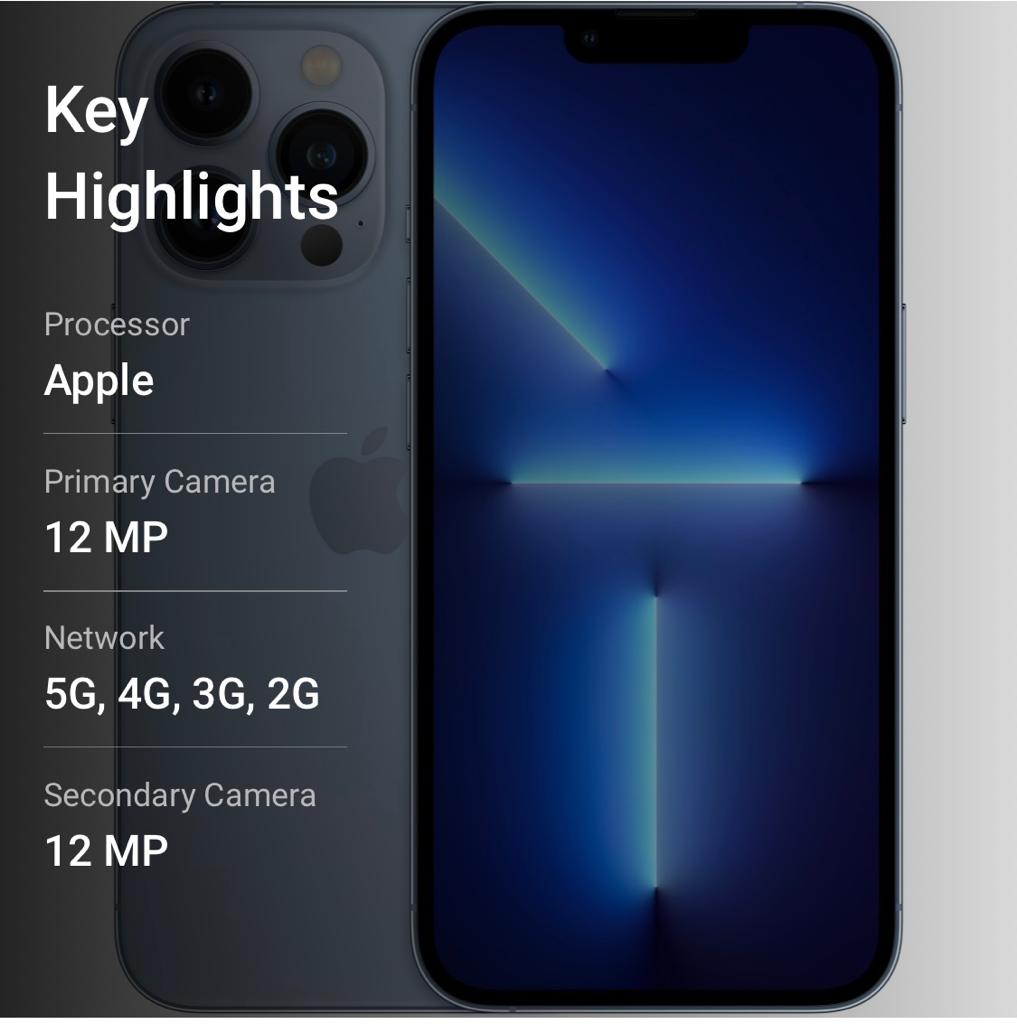 Key
Highlights
Processor
Apple
Primary Camera
12 MP
Network
5G, 4G, 3G, 2G
Secondary Camera
12 MP